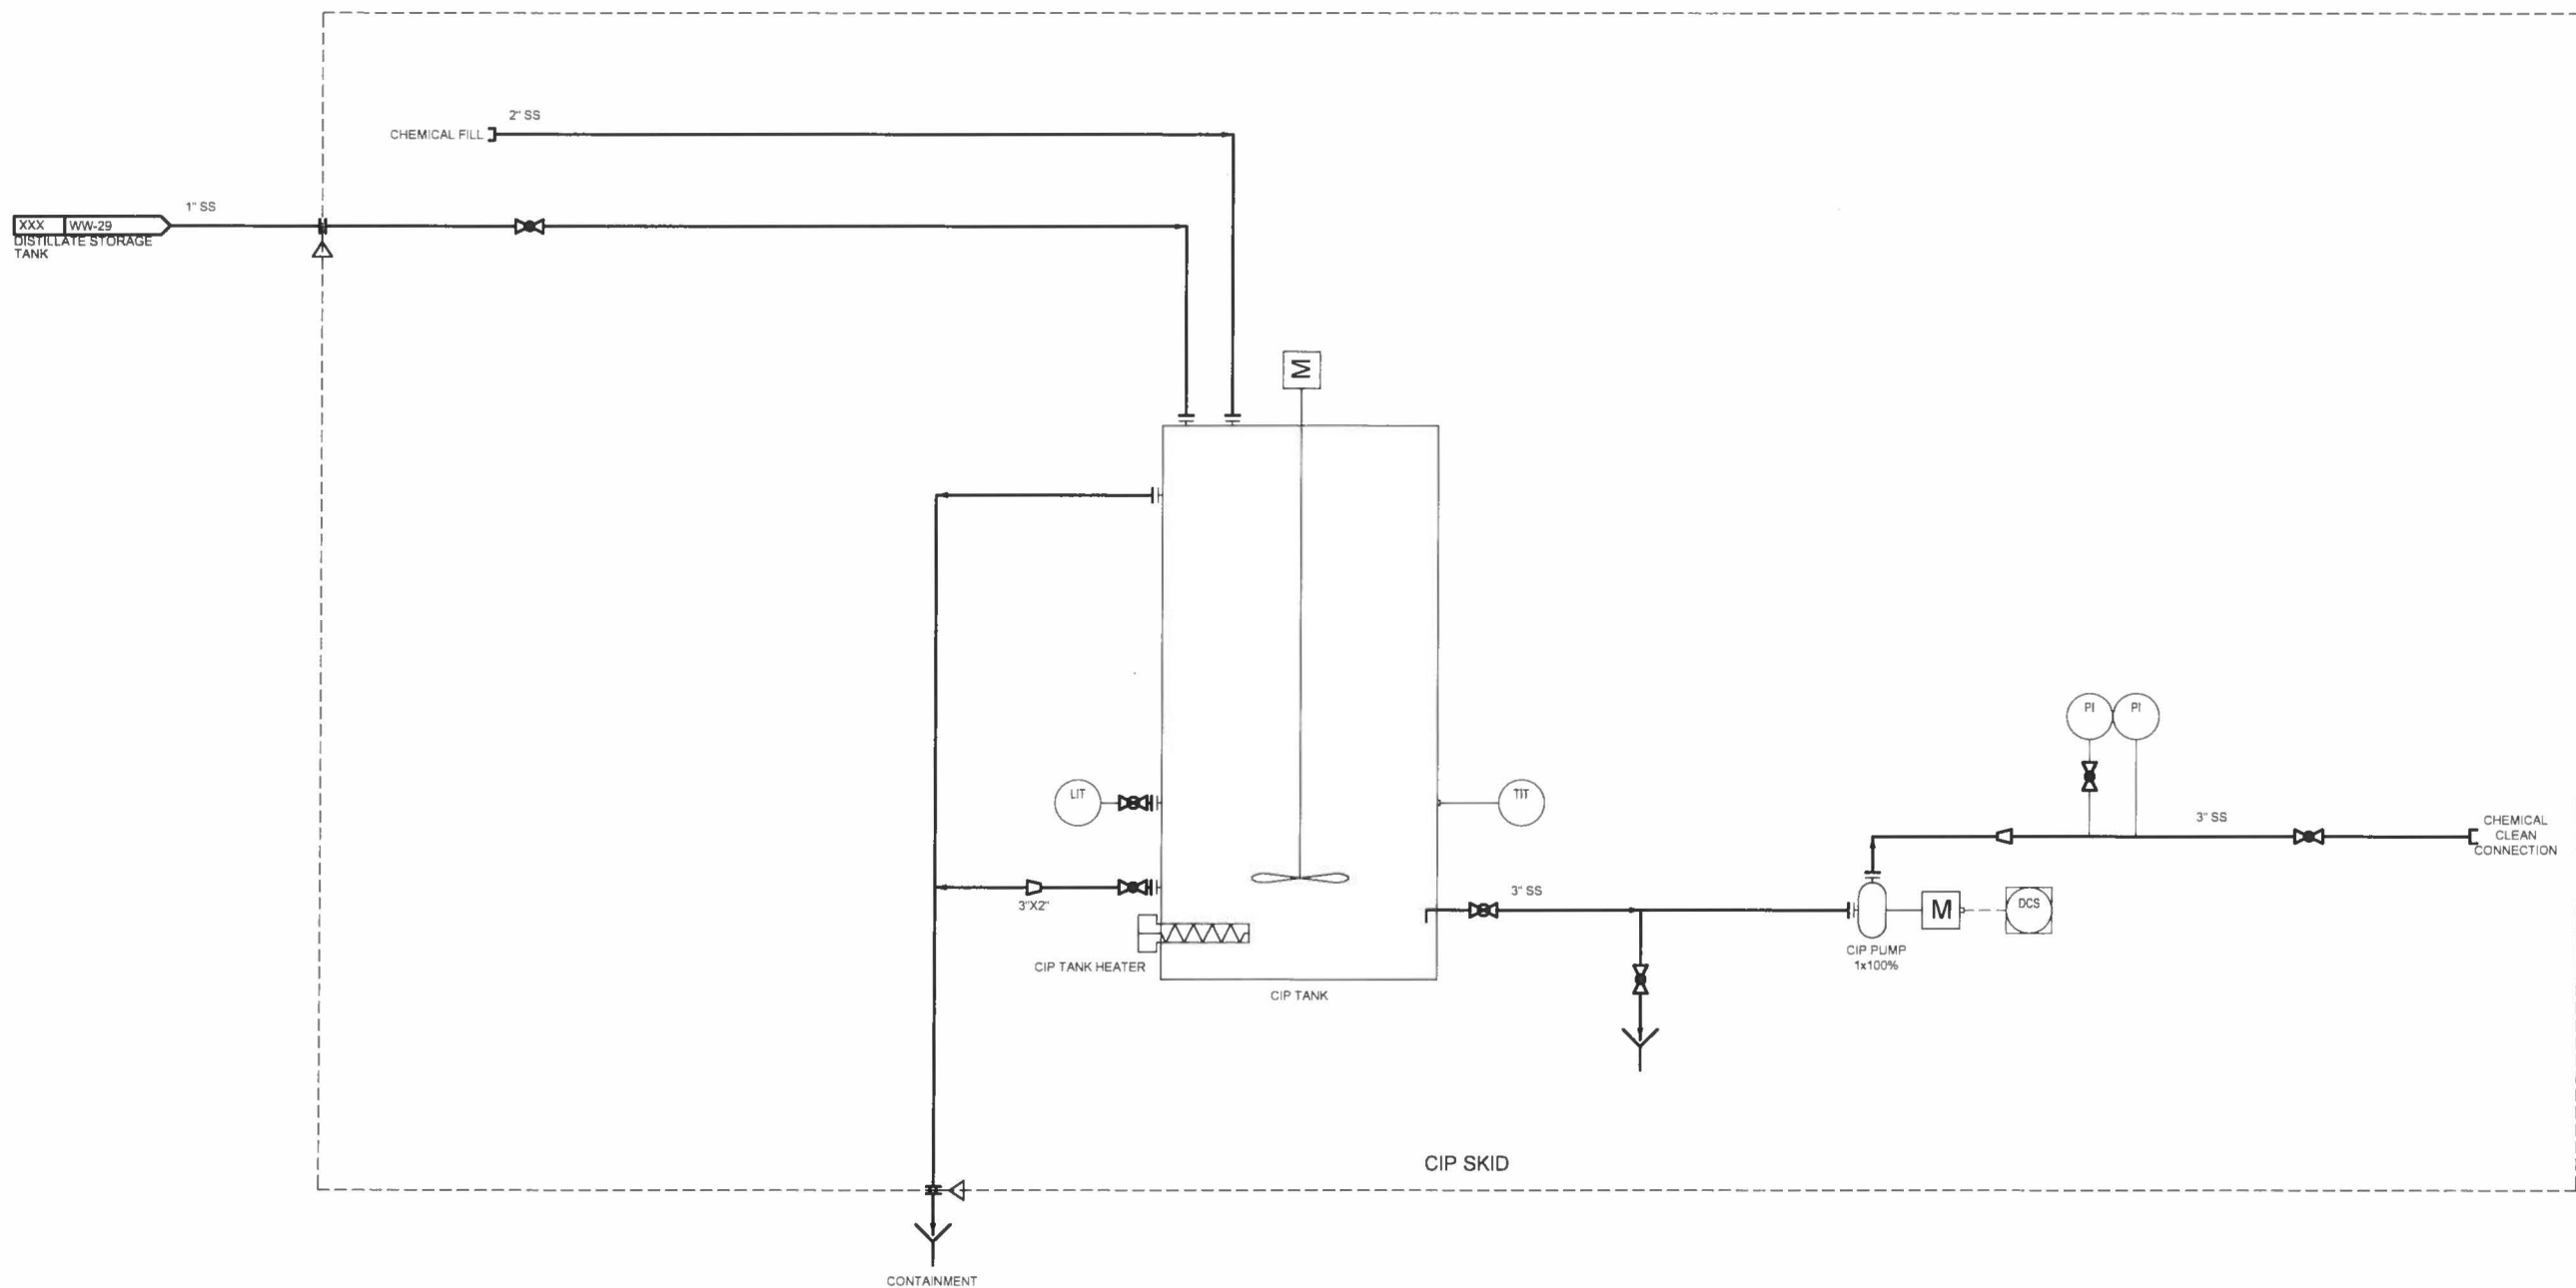 2" SS
CHEMICAL FILL
1" SS
XXX WW-29
DISTILLATE STORAGE
TANK
M
PI PI
LIT
TIT
3" SS
CHEMICAL
CLEAN
CONNECTION
3"X2"
3" SS
M
DCS
CIP PUMP
1x100%
CIP TANK HEATER
CIP TANK
CIP SKID
CONTAINMENT